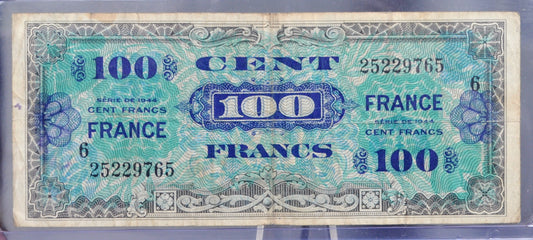 100 CENT 25229765
6
SÉRIE DE 1944
CENT FRANCS
FRANCE
100
FRANCE
SÉRIE DE 1944
CENT FRANCS
6
25229765
FRANCS
100